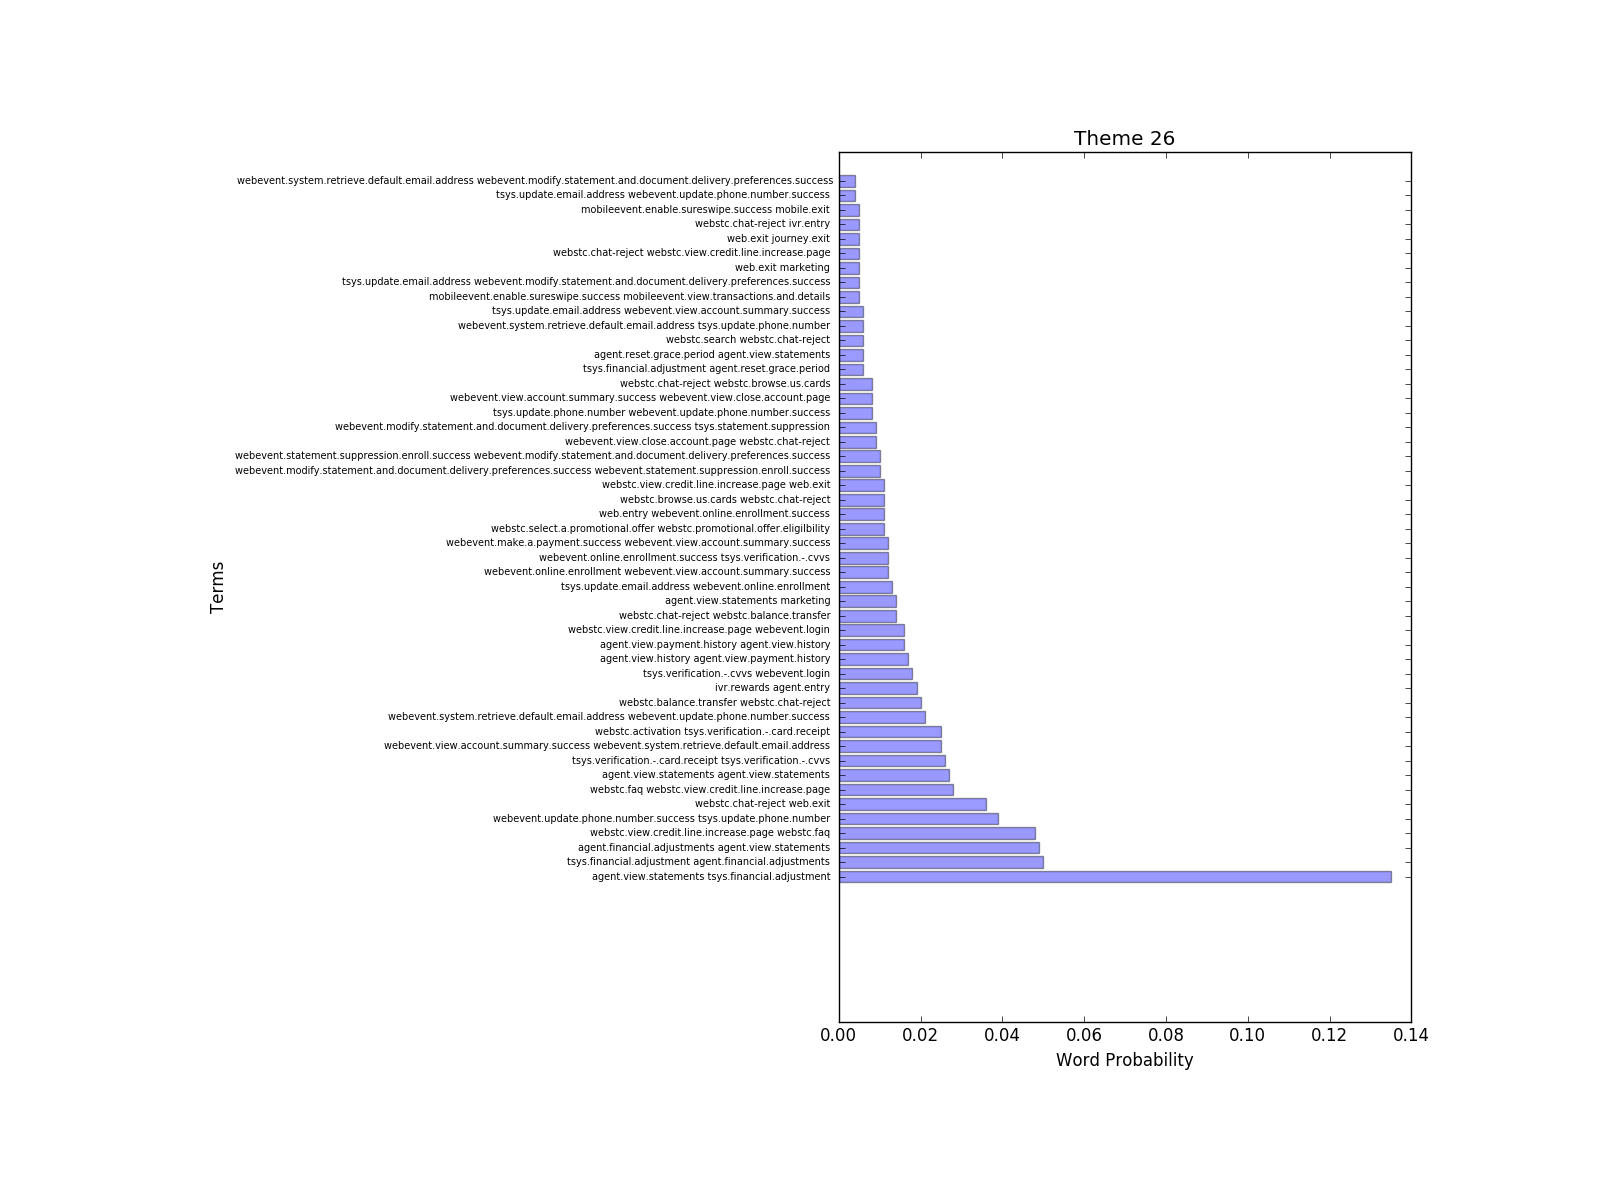 Theme 26
webevent.system.retrieve.default.email.address webevent.modify.statement.and.document.delivery.preferences.success
tsys.update.email.address webevent.update.phone.number.success
mobileevent.enable.sureswipe.success mobile.exit
webstc.chat-reject ivr.entry
web.exit journey.exit
webstc.chat-reject webstc.view.credit.line.increase.page
web.exit marketing
tsys.update.email.address webevent.modify.statement.and.document.delivery.preferences.success
mobileevent.enable.sureswipe.success mobileevent.view.transactions.and.details
tsys.update.email.address webevent.view.account.summary.success
webevent.system.retrieve.default.email.address tsys.update.phone.number
webstc.search webstc.chat-reject
agent.reset.grace.period agent.view.statements
tsys.financial.adjustment agent.reset.grace.period
webstc.chat-reject webstc.browse.us.cards
webevent.view.account.summary.success webevent.view.close.account.page
tsys.update.phone.number webevent.update.phone.number.success
webevent.modify.statement.and.document.delivery.preferences.success tsys.statement.suppression
webevent.view.close.account.page webstc.chat-reject
webevent.statement.suppression.enroll.success webevent.modify.statement.and.document.delivery.preferences.success
webevent.modify.statement.and.document.delivery.preferences.success webevent.statement.suppression.enroll.success
webstc.view.credit.line.increase.page web.exit
webstc.browse.us.cards webstc.chat-reject
web.entry webevent.online.enrollment.success
webstc.select.a.promotional.offer webstc.promotional.offer.eligilbility
webevent.make.a.payment.success webevent.view.account.summary.success
webevent.online.enrollment.success tsys.verification.-.cvvs
webevent.online.enrollment webevent.view.account.summary.success
tsys.update.email.address webevent.online.enrollment
agent.view.statements marketing
webstc.chat-reject webstc.balance.transfer
webstc.view.credit.line.increase.page webevent.login
agent.view.payment.history agent.view.history
agent.view.history agent.view.payment.history
tsys.verification.-.cvvs webevent.login
ivr.rewards agent.entry
webstc.balance.transfer webstc.chat-reject
webevent.system.retrieve.default.email.address webevent.update.phone.number.success
webstc.activation tsys.verification.-.card.receipt
webevent.view.account.summary.success webevent.system.retrieve.default.email.address
tsys.verification.-.card.receipt tsys.verification.-.cvvs
agent.view.statements agent.view.statements
webstc.faq webstc.view.credit.line.increase.page
webstc.chat-reject web.exit
webevent.update.phone.number.success tsys.update.phone.number
webstc.view.credit.line.increase.page webstc.faq
agent.financial.adjustments agent.view.statements
tsys.financial.adjustment agent.financial.adjustments
agent.view.statements tsys.financial.adjustment
Terms
0.00 0.02 0.04 0.06 0.08 0.10 0.12 0.14
Word Probability